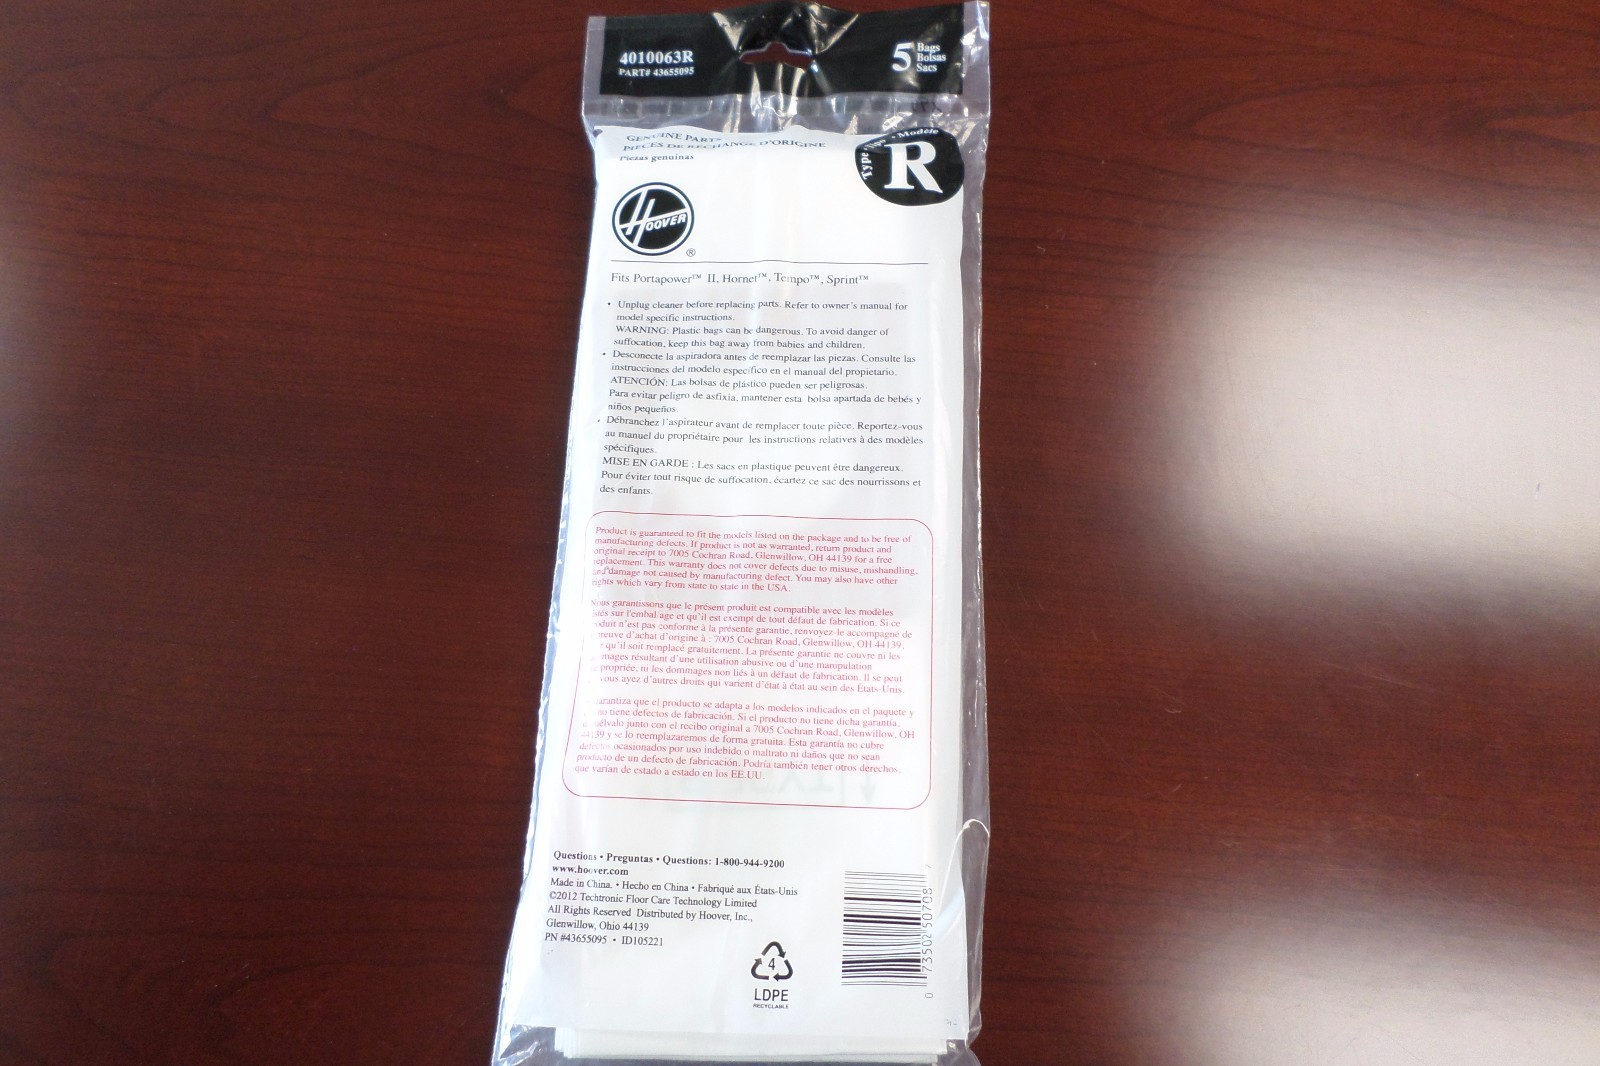 4010063R
PART# 43655095
5 Bags
Bolsas
Sacs
GENUINE PARTS
PIECES DE RECHANGE D'ORIGINE
Piezas genuinas
Type • Tipo • Modèle
R
HOOVER
®
Fits Portapower™ II, Hornet™, Tempo™, Sprint™
• Unplug cleaner before replacing parts. Refer to owner's manual for
model specific instructions.
WARNING: Plastic bags can be dangerous. To avoid danger of
suffocation, keep this bag away from babies and children.
• Desconecte la aspiradora antes de reemplazar las piezas. Consulte las
instrucciones del modelo específico en el manual del propietario.
ATENCIÓN: Las bolsas de plástico pueden ser peligrosas.
Para evitar peligro de asfixia, mantener esta bolsa apartada de bebés y
niños pequeños.
• Débranchez l'aspirateur avant de remplacer toute pièce. Reportez-vous
au manuel du propriétaire pour les instructions relatives à des modèles
spécifiques.
MISE EN GARDE : Les sacs en plastique peuvent être dangereux.
Pour éviter tout risque de suffocation, écartez ce sac des nourrissons et
des enfants.
Product is guaranteed to fit the models listed on the package and to be free of
manufacturing defects. If product is not as warranted, return product and
original receipt to 7005 Cochran Road, Glenwillow, OH 44139 for a free
replacement. This warranty does not cover defects due to misuse, mishandling,
and damage not caused by manufacturing defect. You may also have other
rights which vary from state to state in the USA.
Nous garantissons que le présent produit est compatible avec les modèles
listés sur l'emballage et qu'il est exempt de tout défaut de fabrication. Si ce
produit n'est pas conforme à la présente garantie, renvoyez-le accompagné de
preuve d'achat d'origine à : 7005 Cochran Road, Glenwillow, OH 44139,
qu'il soit remplacé gratuitement. La présente garantie ne couvre ni les
dommages résultant d'une utilisation abusive ou d'une manipulation
propriée, ni les dommages non liés à un défaut de fabrication. Il se peut
vous ayez d'autres droits qui varient d'état à état au sein des États-Unis.
garantiza que el producto se adapta a los modelos indicados en el paquete y
no tiene defectos de fabricación. Si el producto no tiene dicha garantía,
devuélvalo junto con el recibo original a 7005 Cochran Road, Glenwillow, OH
44139 y se lo reemplazaremos de forma gratuita. Esta garantía no cubre
defectos ocasionados por uso indebido o maltrato ni daños que no sean
producto de un defecto de fabricación. Podría también tener otros derechos,
que varían de estado a estado en los EE.UU.
Questions • Preguntas • Questions: 1-800-944-9200
www.hoover.com
Made in China. • Hecho en China • Fabriqué aux États-Unis
©2012 Techtronic Floor Care Technology Limited
All Rights Reserved Distributed by Hoover, Inc.,
Glenwillow, Ohio 44139
PN #43655095 • ID105221
4
LDPE
RECYCLABLE
0 73502 50708 7